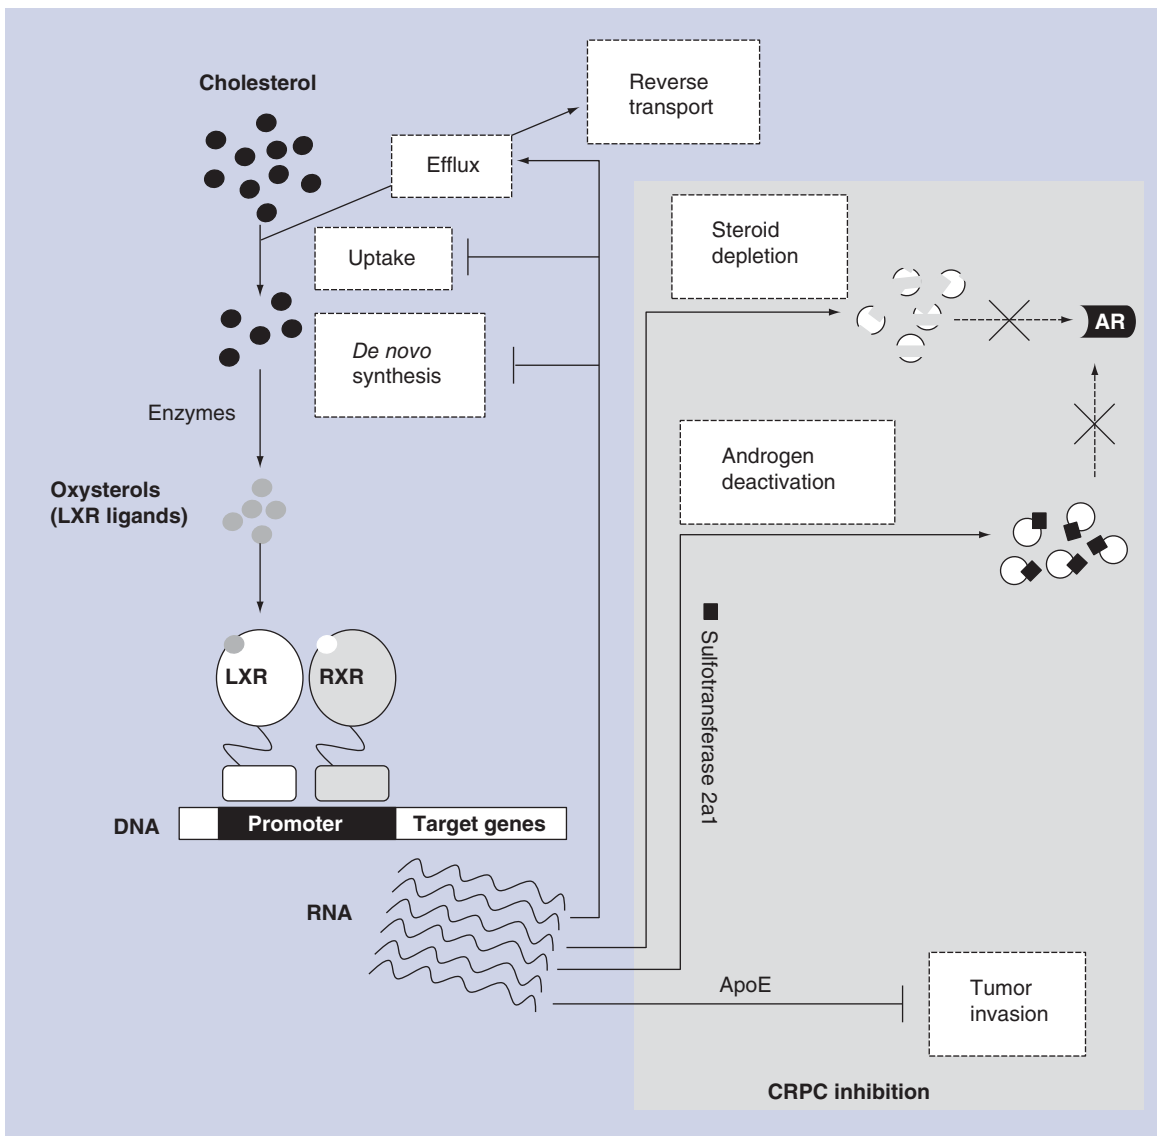 Cholesterol
Reverse
transport
Efflux
Uptake
De novo
synthesis
Enzymes
Oxysterols
(LXR ligands)
LXR
RXR
DNA
Promoter
Target genes
RNA
Steroid
depletion
AR
Androgen
deactivation
Sulfotransferase 2a1
ApoE
Tumor
invasion
CRPC inhibition